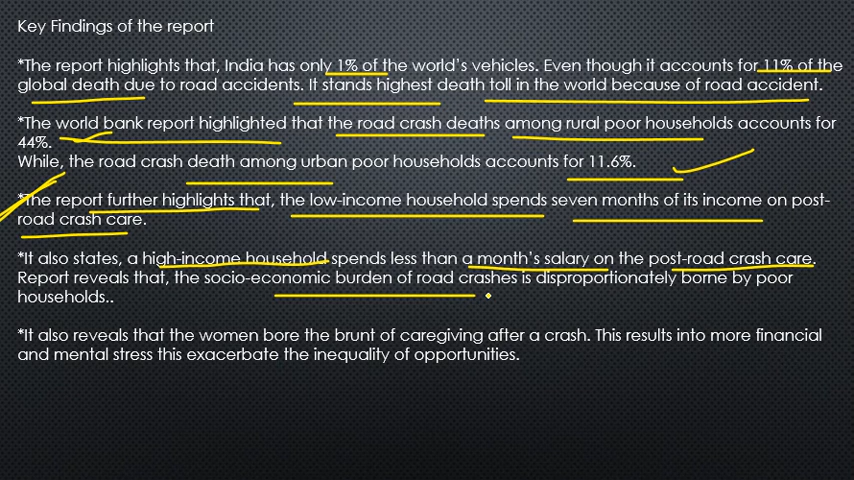 Key Findings of the report
*The report highlights that, India has only 1% of the world's vehicles. Even though it accounts for 11% of the
global death due to road accidents. It stands highest death toll in the world because of road accident.
*The world bank report highlighted that the road crash deaths among rural poor households accounts for
44%.
While, the road crash death among urban poor households accounts for 11.6%.
*The report further highlights that, the low-income household spends seven months of its income on post-
road crash care.
*It also states, a high-income household spends less than a month's salary on the post-road crash care.
Report reveals that, the socio-economic burden of road crashes is disproportionately borne by poor
households..
*It also reveals that the women bore the brunt of caregiving after a crash. This results into more financial
and mental stress this exacerbate the inequality of opportunities.